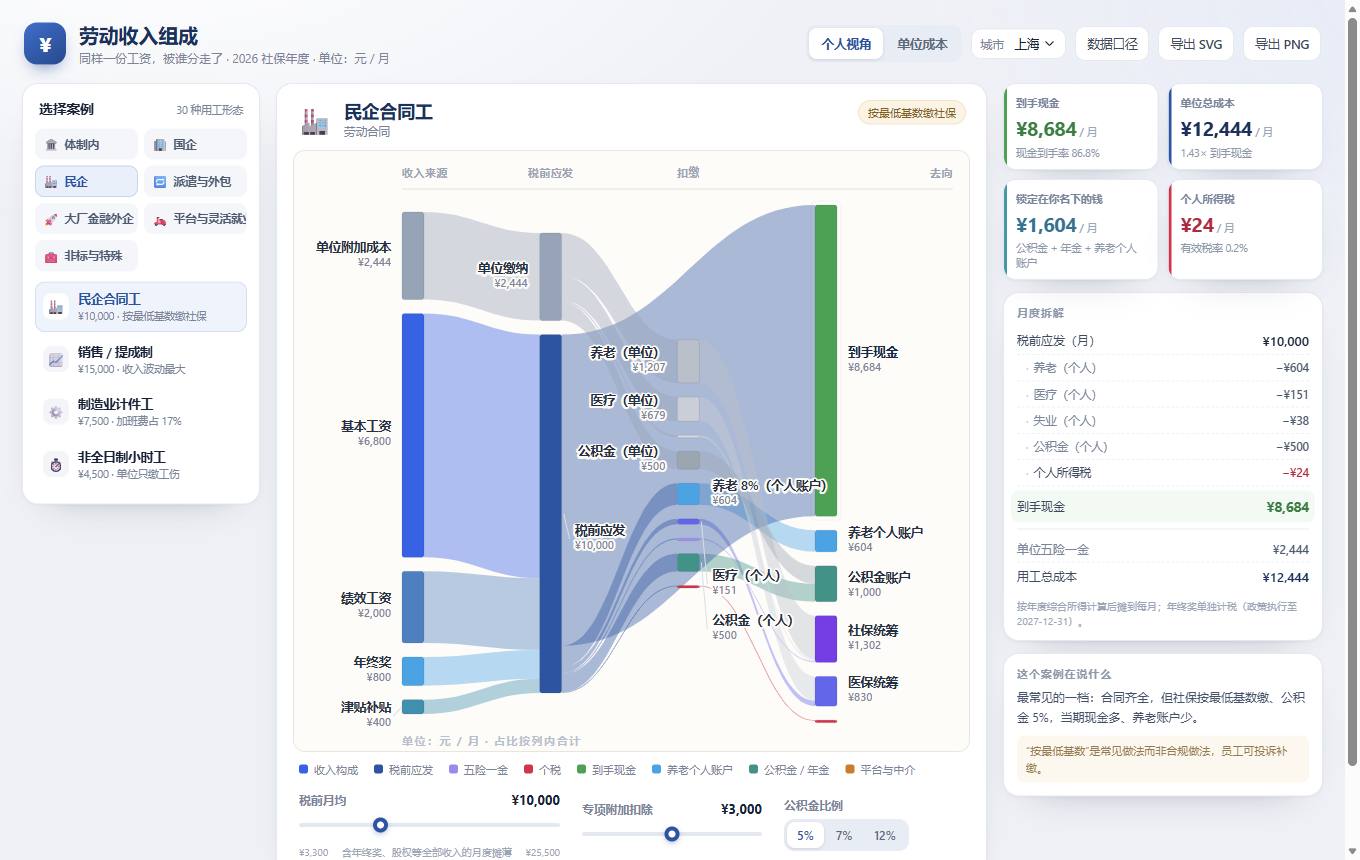 ¥
劳动收入组成
同样一份工资，被谁分走了 · 2026 社保年度 · 单位：元 / 月
个人视角
单位成本
城市 上海
数据口径
导出 SVG
导出 PNG
选择案例
30 种用工形态
体制内
国企
民企
派遣与外包
大厂金融外企
平台与灵活就业
非标与特殊
民企合同工
¥10,000 · 按最低基数缴社保
销售 / 提成制
¥15,000 · 收入波动最大
制造业计件工
¥7,500 · 加班费占 17%
非全日制小时工
¥4,500 · 单位只缴工伤
民企合同工
劳动合同
按最低基数缴社保
收入来源
税前应发
扣缴
去向
单位附加成本
¥2,444
单位缴纳
¥2,444
养老（单位）
¥1,207
到手现金
¥8,684
医疗（单位）
¥679
基本工资
¥6,800
公积金（单位）
¥500
养老 8%（个人账户）
¥604
税前应发
¥10,000
养老个人账户
¥604
医疗（个人）
¥151
公积金账户
¥1,000
绩效工资
¥2,000
公积金（个人）
¥500
社保统筹
¥1,302
年终奖
¥800
医保统筹
¥830
津贴补贴
¥400
单位：元 / 月 · 占比按列内合计
收入构成
税前应发
五险一金
个税
到手现金
养老个人账户
公积金 / 年金
平台与中介
税前月均
¥10,000
¥3,300
含年终奖、股权等全部收入的月度摊薄
¥25,500
专项附加扣除
¥3,000
公积金比例
5%
7%
12%
到手现金
¥8,684 / 月
现金到手率 86.8%
单位总成本
¥12,444 / 月
1.43× 到手现金
锁定在你名下的钱
¥1,604 / 月
公积金 + 年金 + 养老个人
账户
个人所得税
¥24 / 月
有效税率 0.2%
月度拆解
税前应发（月） ¥10,000
· 养老（个人） −¥604
· 医疗（个人） −¥151
· 失业（个人） −¥38
· 公积金（个人） −¥500
· 个人所得税 −¥24
到手现金 ¥8,684
单位五险一金 ¥2,444
用工总成本 ¥12,444
按年度综合所得计算后摊到每月；年终奖单独计税（政策执行至
2027-12-31）。
这个案例在说什么
最常见的一档：合同齐全，但社保按最低基数缴、公积
金 5%，当期现金多、养老账户少。
“按最低基数”是常见做法而非合规做法，员工可投诉补
缴。